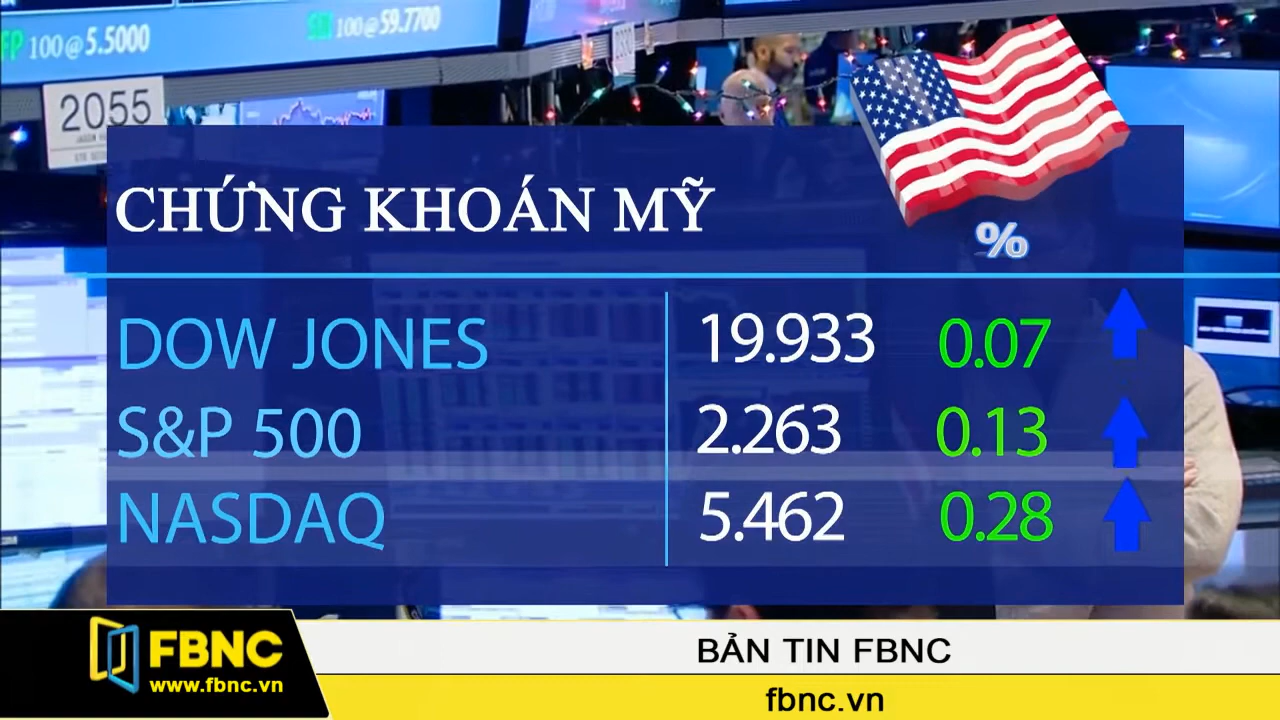 FP 100@5.5000
100@59.7700
2055
CHỨNG KHOÁN MỸ
%
DOW JONES 19.933 0.07
S&P 500 2.263 0.13
NASDAQ 5.462 0.28
FBNC
www.fbnc.vn
BẢN TIN FBNC
fbnc.vn